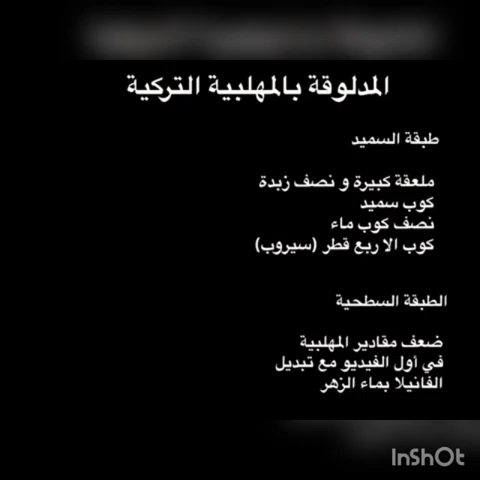 المدلوقة بالمهلبية التركية
طبقة السميد
ملعقة كبيرة و نصف زبدة
كوب سميد
نصف كوب ماء
كوب الا ربع قطر (سيروب)
الطبقة السطحية
ضعف مقادير المهلبية
في أول الفيديو مع تبديل
الفانيلا بماء الزهر
InShOt